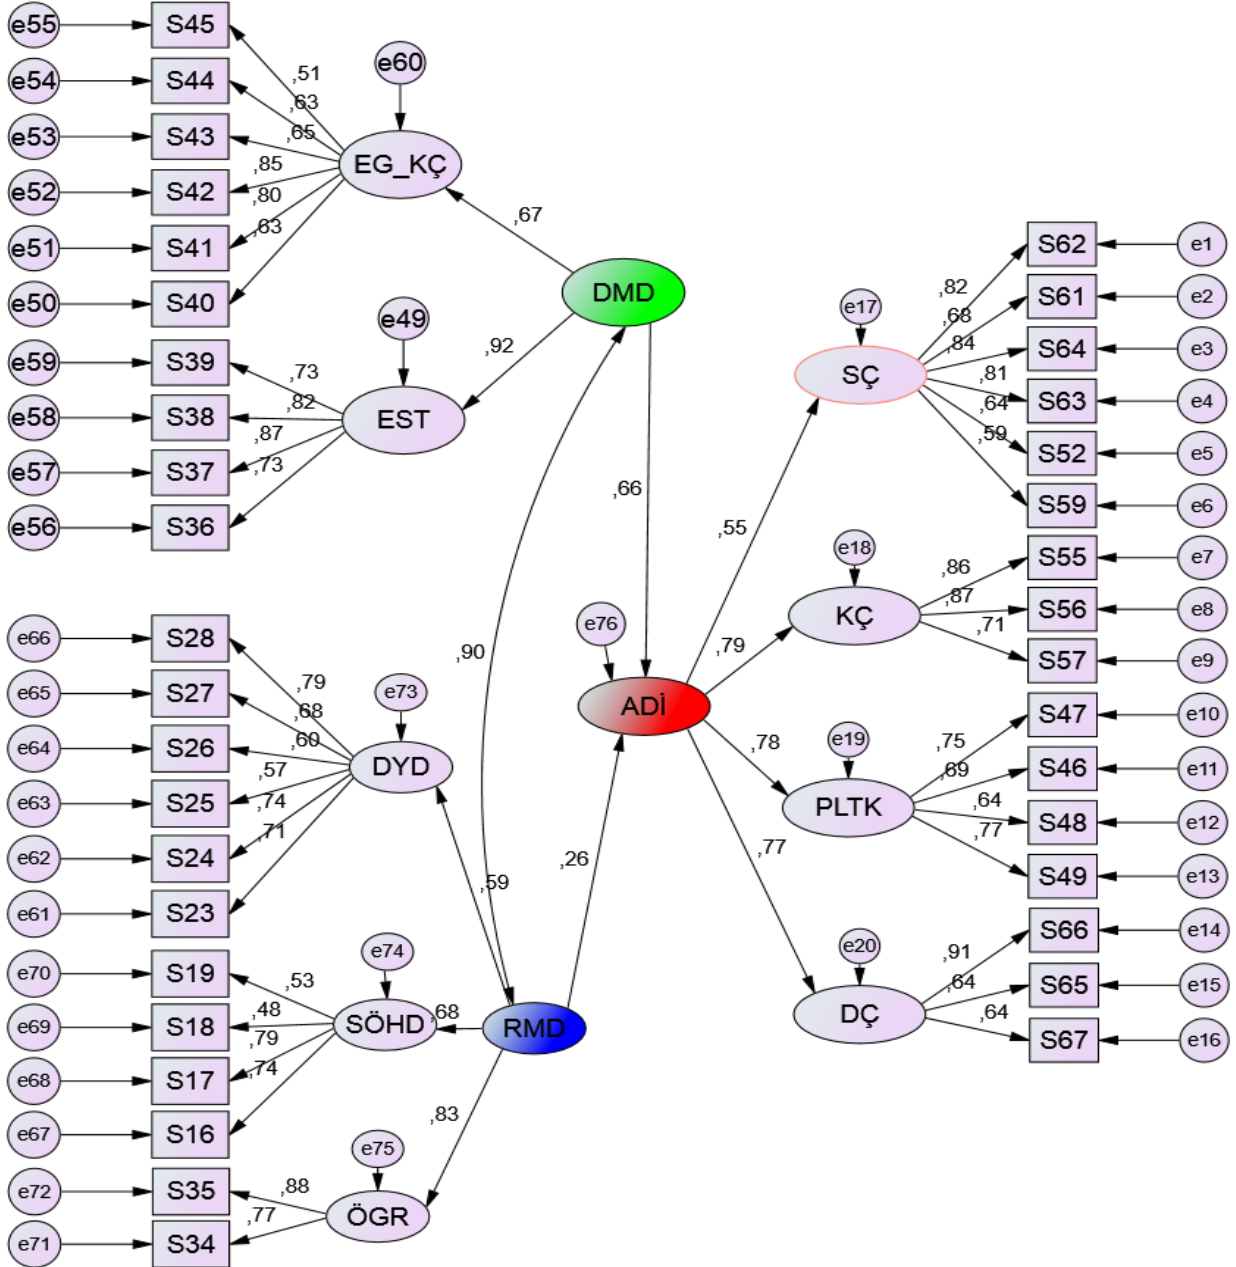 e55 S45
e54 S44
e53 S43
e52 S42
e51 S41
e50 S40
,51
,63
,65
,85
,80
,63
e60
EG_KÇ
,67
DMD
e59 S39
e58 S38
e57 S37
e56 S36
,73
,82
,87
,73
e49
EST
,92
,66
,90
e66 S28
e65 S27
e64 S26
e63 S25
e62 S24
e61 S23
,79
,68
,60
,57
,74
,71
e73
DYD
,59
e70 S19
e69 S18
e68 S17
e67 S16
,53
,48
,79
,74
e74
SÖHD
,68
RMD
,26
,83
e72 S35
e71 S34
,88
,77
e75
ÖGR
e76
ADİ
,55
,79
,78
,77
e17
SÇ
,82
,68
,84
,81
,64
,59
S62 e1
S61 e2
S64 e3
S63 e4
S52 e5
S59 e6
e18
KÇ
,86
,87
,71
S55 e7
S56 e8
S57 e9
e19
PLTK
,75
,69
,64
,77
S47 e10
S46 e11
S48 e12
S49 e13
e20
DÇ
,91
,64
,64
S66 e14
S65 e15
S67 e16